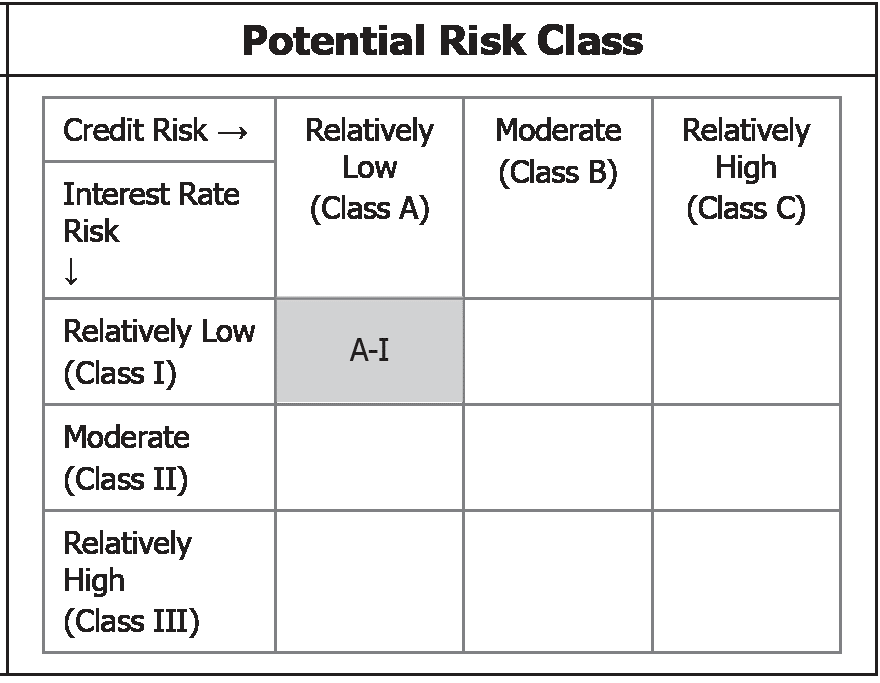 Potential Risk Class
Credit Risk →
Relatively
Low
(Class A)
Moderate
(Class B)
Relatively
High
(Class C)
Interest Rate
Risk
↓
Relatively Low
(Class I)
A-I
Moderate
(Class II)
Relatively
High
(Class III)